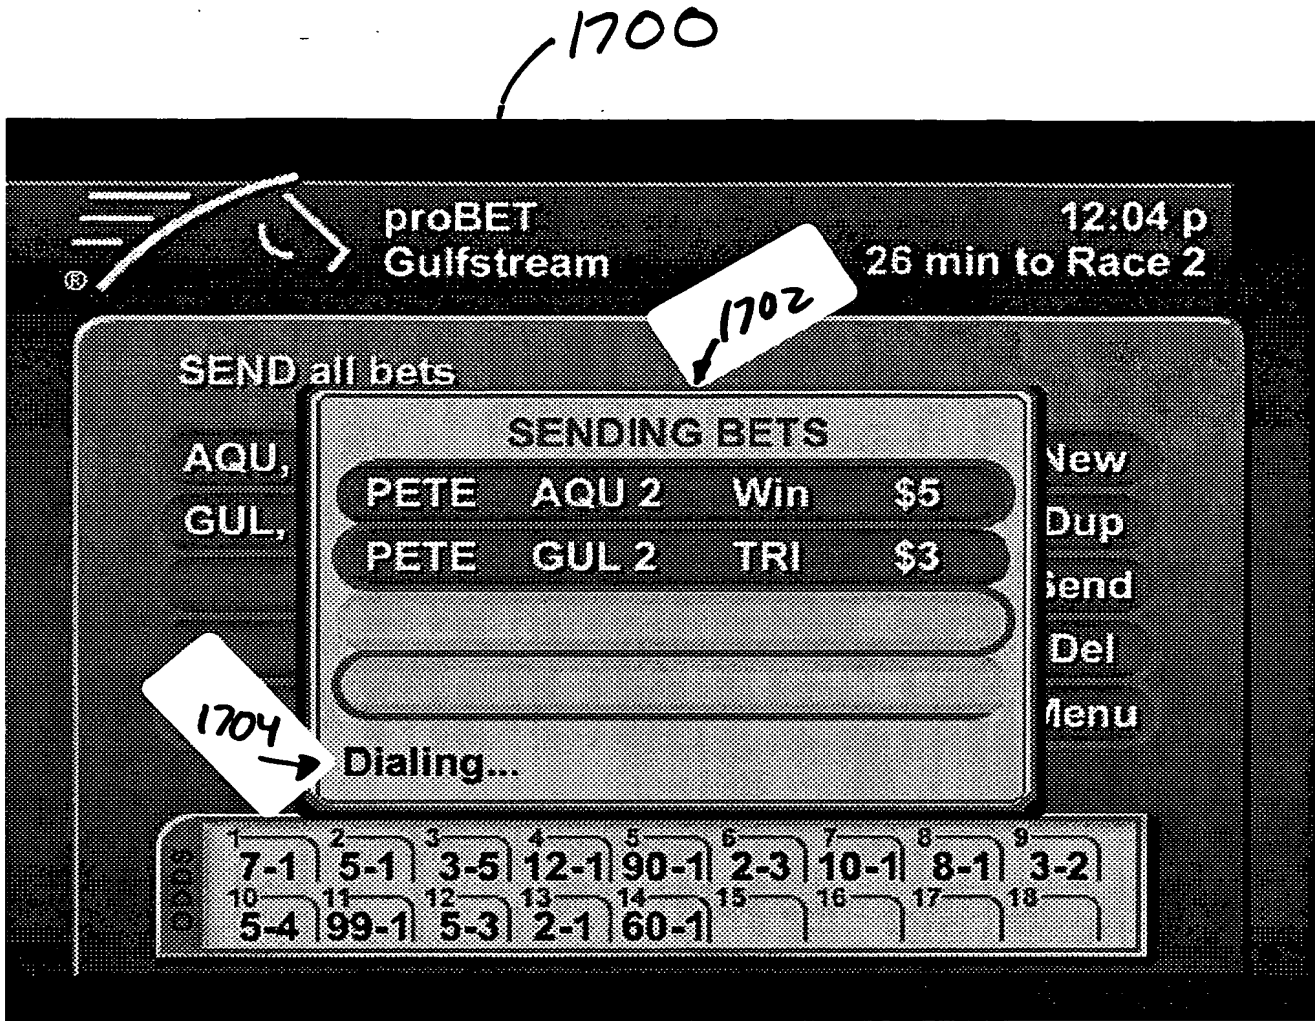 1700
proBET
12:04 p
Gulfstream
26 min to Race 2
®
1702
SEND all bets
SENDING BETS
AQU,
New
PETE AQU 2 Win $5
GUL,
Dup
PETE GUL 2 TRI $3
Send
Del
1704
Menu
Dialing...
ODDS
1 2 3 4 5 6 7 8 9
7-1 5-1 3-5 12-1 90-1 2-3 10-1 8-1 3-2
10 11 12 13 14 15 16 17 18
5-4 99-1 5-3 2-1 60-1